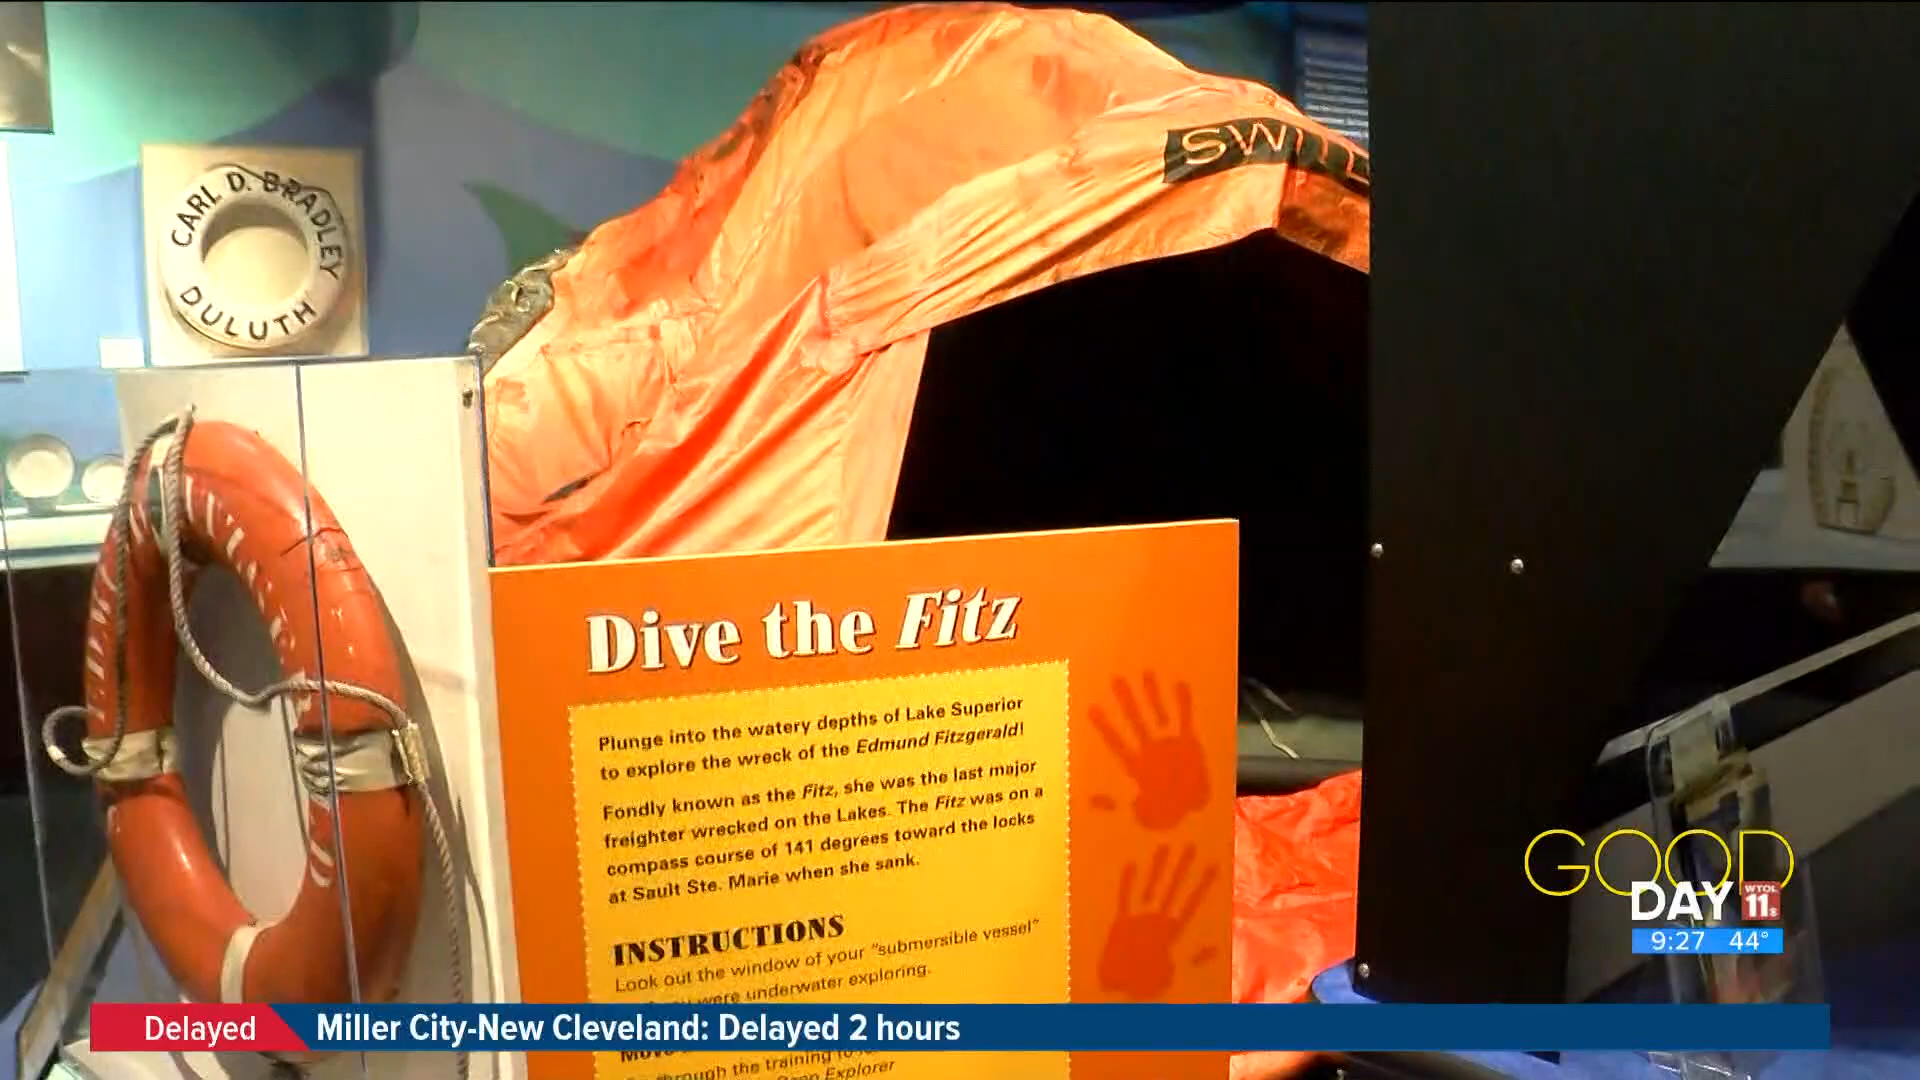 SWI
CARL D. BRADLEY
DULUTH
Dive the Fitz
Plunge into the watery depths of Lake Superior
to explore the wreck of the Edmund Fitzgerald!
Fondly known as the Fitz, she was the last major
freighter wrecked on the Lakes. The Fitz was on a
compass course of 141 degrees toward the locks
at Sault Ste. Marie when she sank.
INSTRUCTIONS
Look out the window of your "submersible vessel"
were underwater exploring.
through the training
Explorer
GOOD
DAY WTOL 11
9:27 44°
Delayed Miller City-New Cleveland: Delayed 2 hours